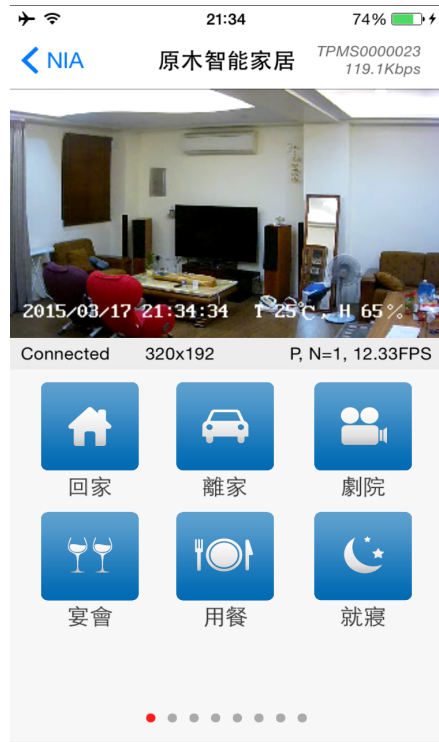 21:34
74%
NIA
原木智能家居
TPMS0000023
119.1Kbps
2015/03/17 21:34:34 T 25℃, H 65%
Connected 320x192 P, N=1, 12.33FPS
回家 離家 劇院
宴會 用餐 就寢